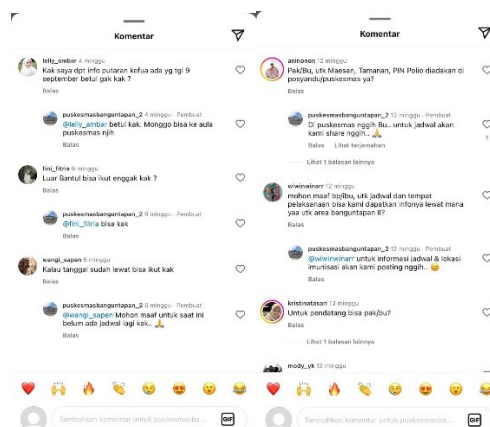 Komentar
lelly_ambar 4 minggu
Kak saya dpt info putaran kefua ady yg tgl 9
september betul gak kak ?
Balas
puskesmasbanguntapan_2 4 minggu · Pembuat
@lelly_ambar betul kak. Monggo bisa ke aula
puskesmas njih
Balas
fini_fitria 6 minggu
Luar Bantul bisa ikut enggak kak ?
Balas
puskesmasbanguntapan_2 6 minggu · Pembuat
@fini_fitria bisa kak
Balas
wangi_sapen 6 minggu
Kalau tanggal sudah lewat bisa ikut kak
Balas
puskesmasbanguntapan_2 6 minggu · Pembuat
@wangi_sapen Mohon maaf untuk saat ini
belum ada jadwal lagi kak.. 🙏
Balas
❤️ 🙌 🔥 👏 😢 😍 😮 😂
Tambahkan komentar untuk puskesmasba...
GIF
Komentar
aninonon 12 minggu
Pak/Bu, utk Maesan, Tamanan, PIN Polio diadakan di
posyandu/puskesmas ya?
Balas
puskesmasbanguntapan_2 12 minggu · Pembuat
Di puskesmas nggih Bu.. untuk jadwal akan
kami share nggih.. 🙏
Balas Lihat terjemahan
1
Lihat 1 balasan lainnya
wiwinwinarr 12 minggu
mohon maaf bp/ibu, utk jadwal dan tempat
pelaksanaan bisa kami dapatkan infonya lewat mana
yaa utk area banguntapan II?
Balas
puskesmasbanguntapan_2 12 minggu · Pembuat
@wiwinwinarr untuk informasi jadwal & lokasi
imunisasi akan kami posting nggih.. 😊
Balas
kristinatasari 13 minggu
Untuk pendatang bisa pak/bu?
Balas
Lihat 1 balasan lainnya
mody_yk 13 minggu
❤️ 🙌 🔥 👏 😢 😍 😮 😂
Tambahkan komentar untuk puskesmasba...
GIF